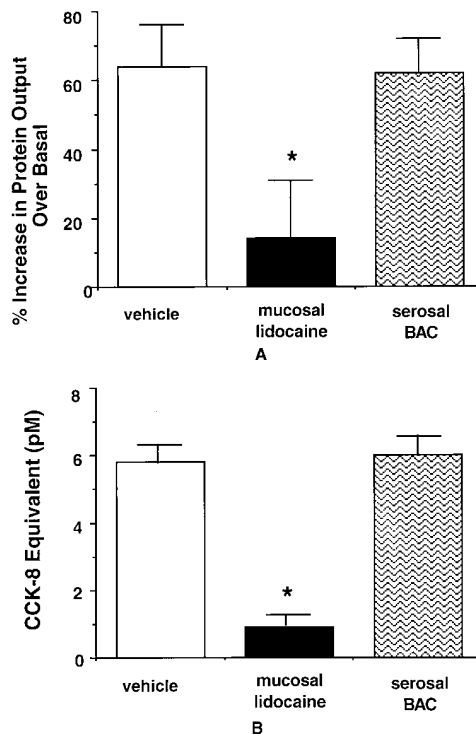 % Increase in Protein Output
Over Basal
80
60
40
20
0
*
vehicle
mucosal
lidocaine
serosal
BAC
A
CCK-8 Equivalent (pM)
8
6
4
2
0
*
vehicle
mucosal
lidocaine
serosal
BAC
B